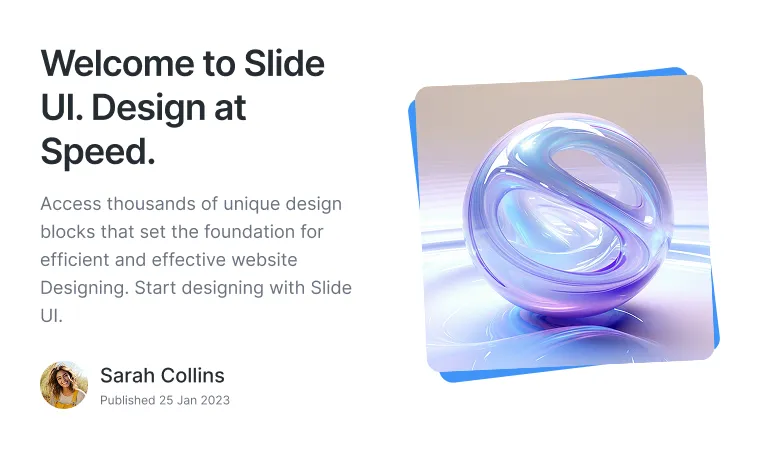 Welcome to Slide
UI. Design at
Speed.
Access thousands of unique design
blocks that set the foundation for
efficient and effective website
Designing. Start designing with Slide
UI.
Sarah Collins
Published 25 Jan 2023